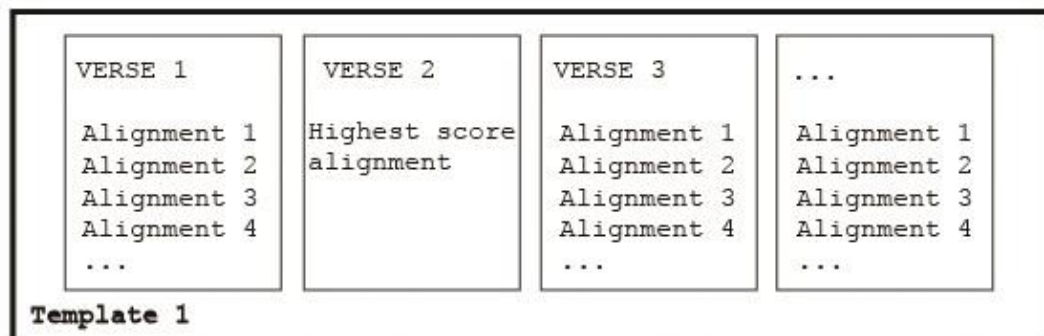 VERSE 1
Alignment 1
Alignment 2
Alignment 3
Alignment 4
...
VERSE 2
Highest score
alignment
VERSE 3
Alignment 1
Alignment 2
Alignment 3
Alignment 4
...
...
Alignment 1
Alignment 2
Alignment 3
Alignment 4
...
Template 1